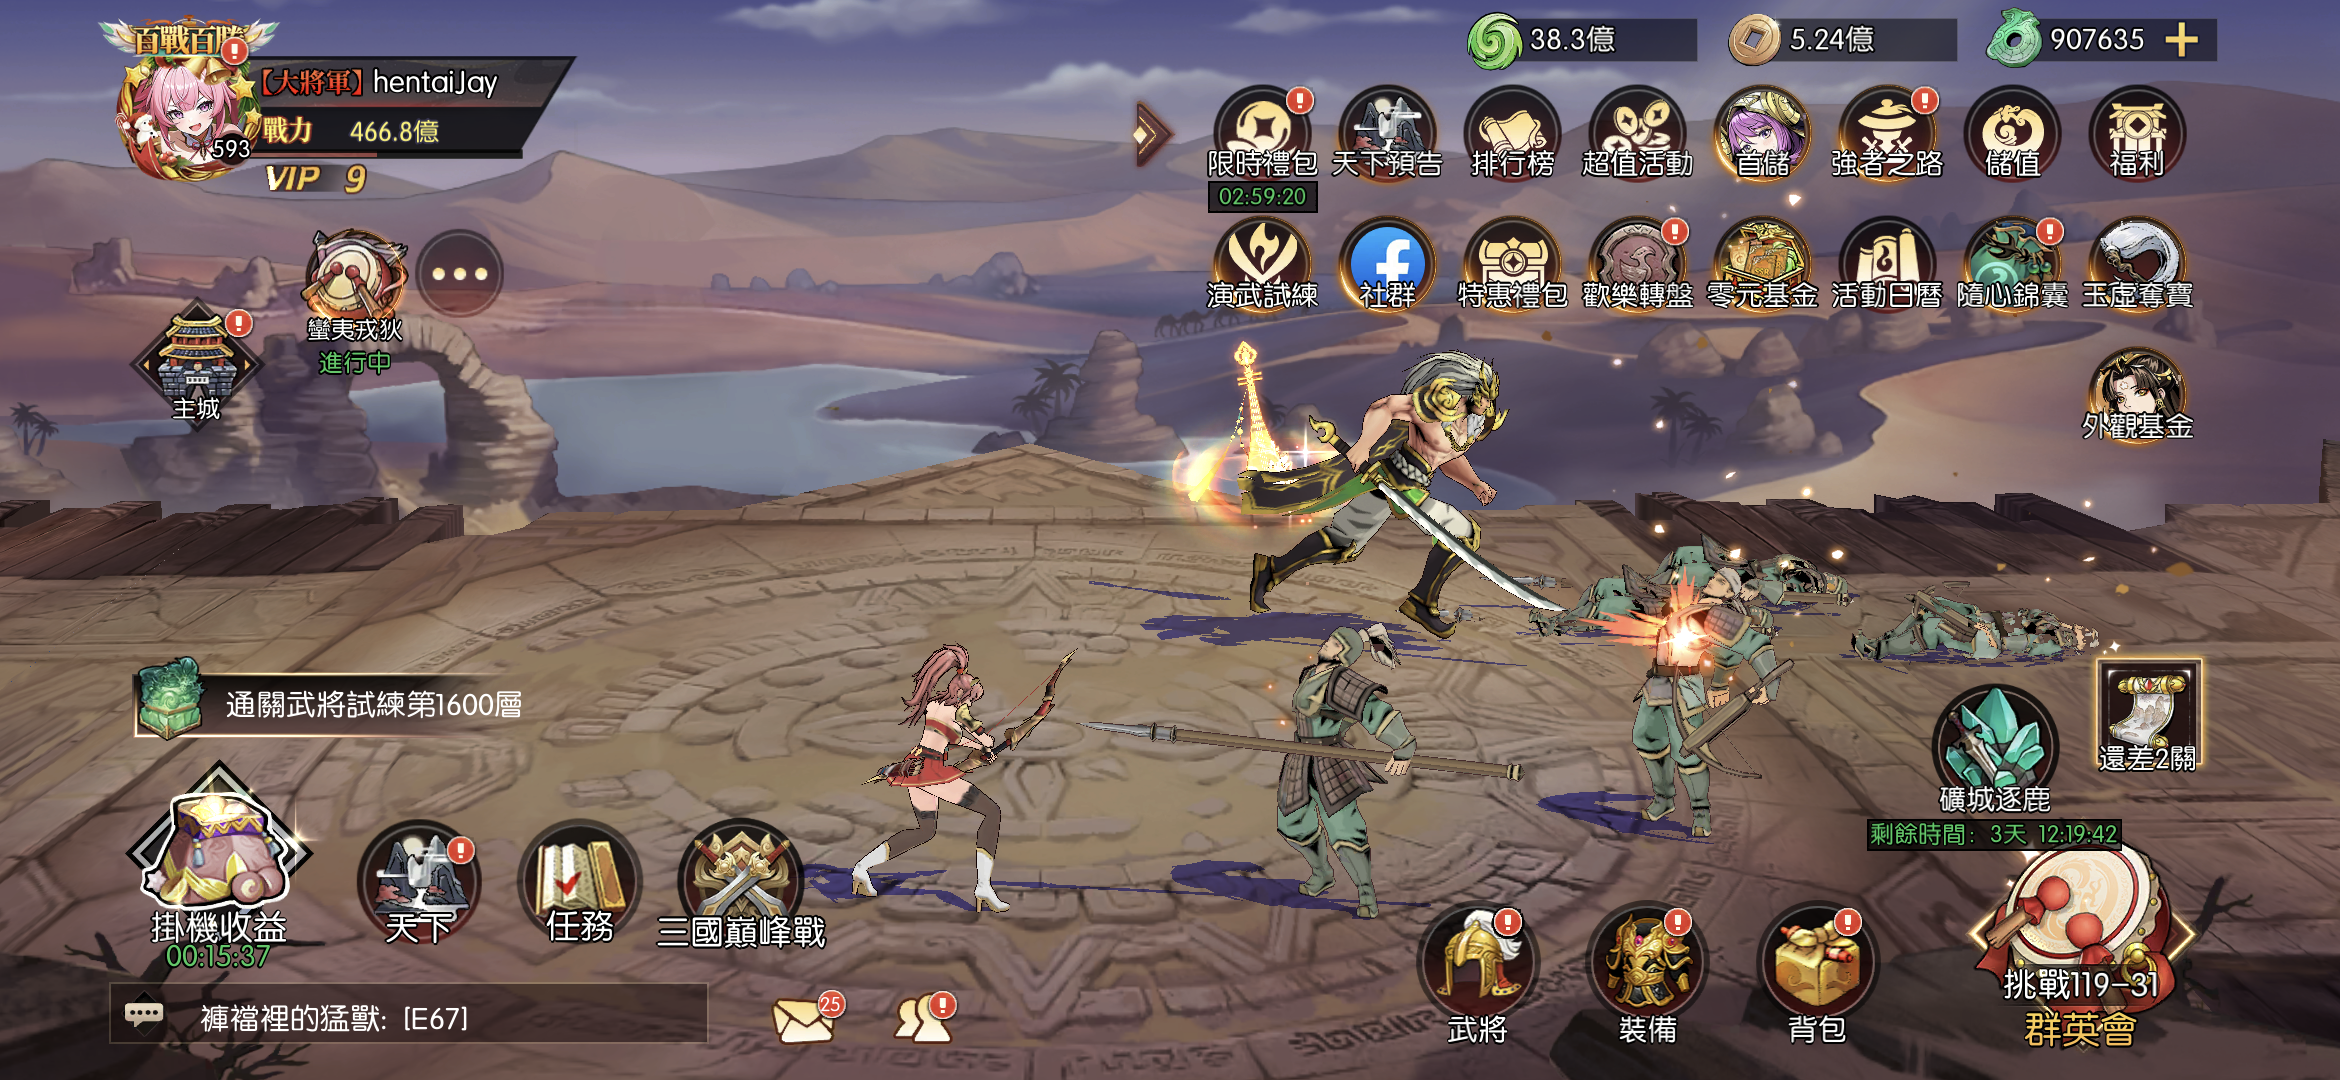 百戰百勝
【大將軍】hentaiJay
戰力 466.8億
593
VIP 9
38.3億
5.24億
907635
限時禮包
02:59:20
天下預告
排行榜
超值活動
首儲
強者之路
儲值
福利
演武試練
社群
特惠禮包
歡樂轉盤
零元基金
活動日曆
隨心錦囊
玉虛奪寶
外觀基金
蠻夷戎狄
進行中
主城
通關武將試練第1600層
還差2關
礦城逐鹿
剩餘時間：3天 12:19:42
掛機收益
00:15:37
天下
任務
三國巔峰戰
褲襠裡的猛獸: [E67]
25
武將
裝備
背包
挑戰119-31
群英會